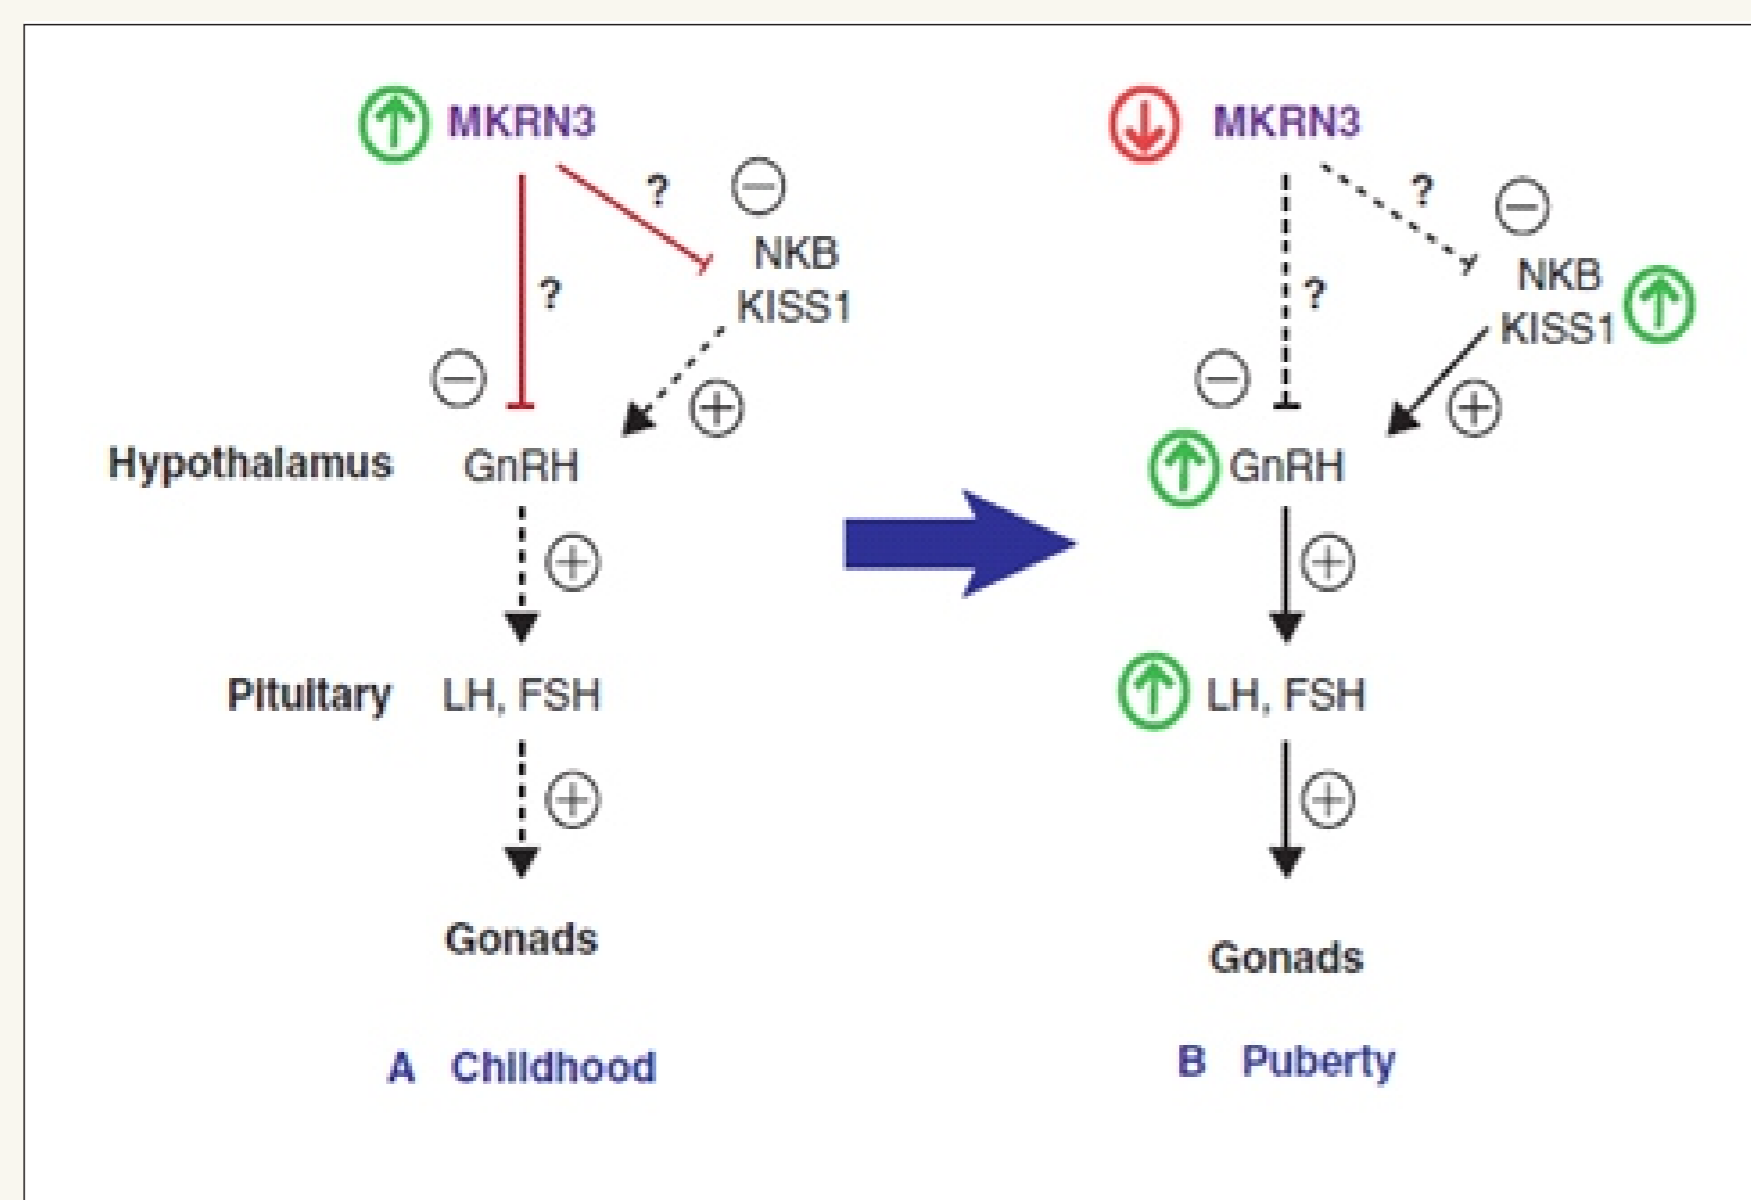 MKRN3
?
NKB
KISS1
?
Hypothalamus GnRH
Pituitary LH, FSH
Gonads
A Childhood
MKRN3
?
NKB
KISS1
?
GnRH
LH, FSH
Gonads
B Puberty